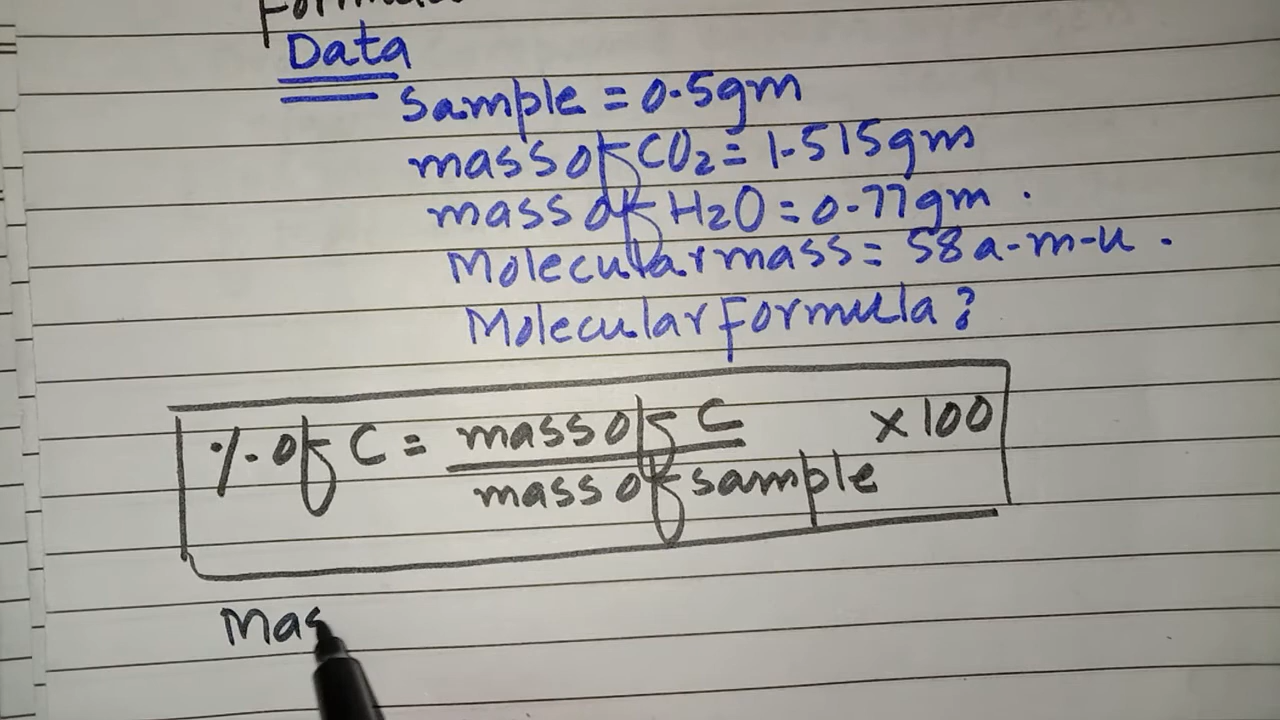 Data
Sample = 0.5gm
mass of CO2 = 1.515gm
mass of H2O = 0.77gm.
Molecular mass = 58 a-m-u.
Molecular Formula?
%. of C = mass of C × 100
mass of sample
Mas